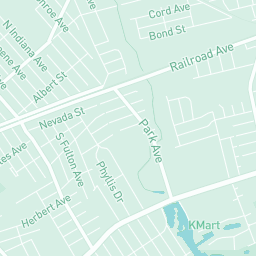 Cord Ave
Bond St
N Indiana Ave
Railroad Ave
Albert St
Nevada St
Park Ave
S Fulton Ave
Phyllis Dr
Herbert Ave
KMart